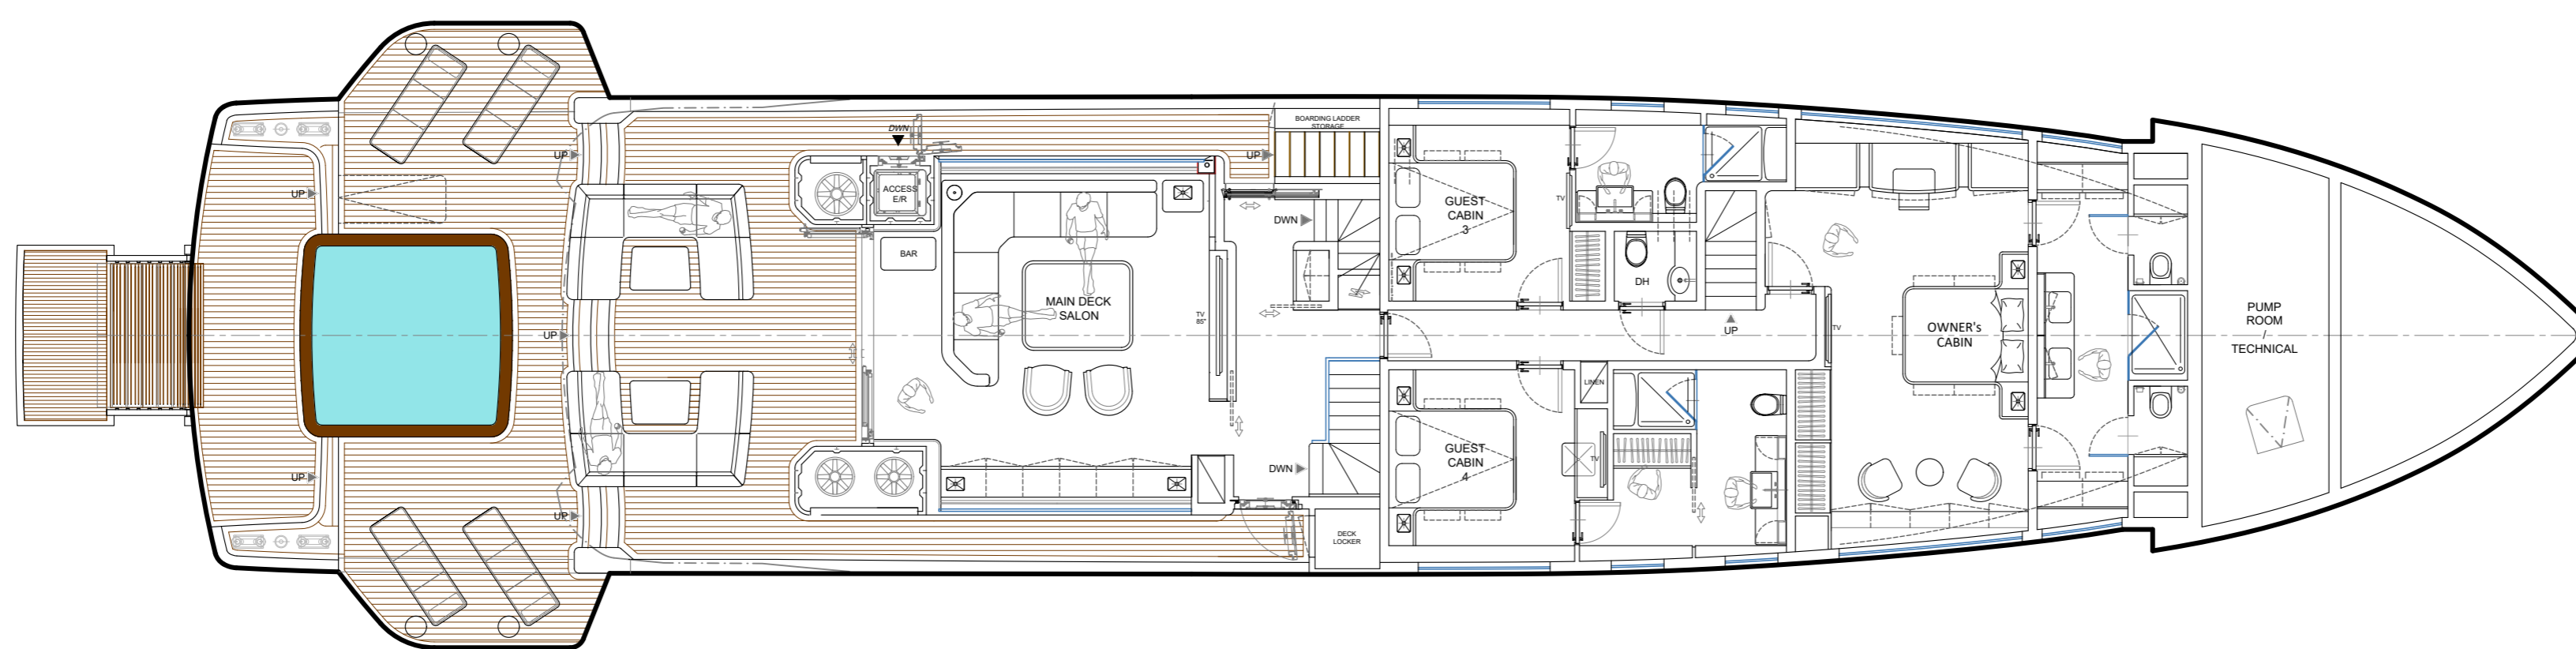 UP
UP
UP
UP
UP
DWN
ACCESS
E/R
BAR
MAIN DECK
SALON
TV
85"
UP
BOARDING LADDER
STORAGE
DWN
DWN
DECK
LOCKER
GUEST
CABIN
3
TV
DH
UP
GUEST
CABIN
4
LINEN
TV
TV
OWNER's
CABIN
PUMP
ROOM
/
TECHNICAL